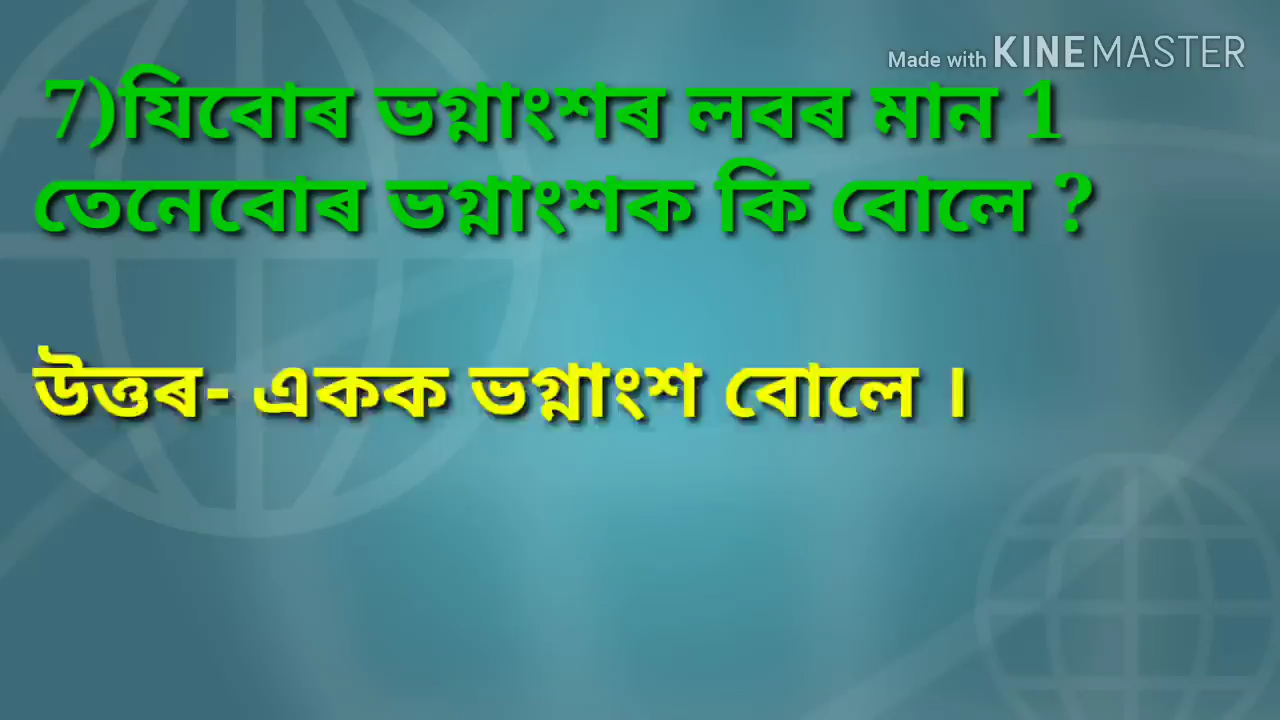 Made with KINEMASTER
7)যিবোৰ ভগ্নাংশৰ লবৰ মান 1
তেনেবোৰ ভগ্নাংশক কি বোলে ?
উত্তৰ- একক ভগ্নাংশ বোলে ।